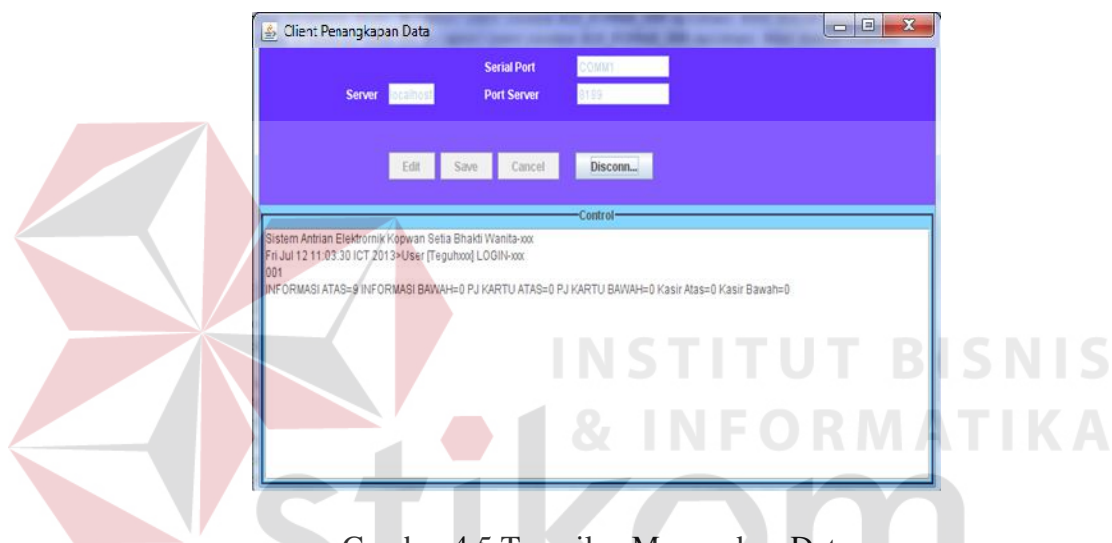 Client Penangkapan Data
Serial Port COMM1
Server localhost Port Server 8189
Edit Save Cancel Disconn...
Control
Sistem Antrian Elektrornik Kopwan Setia Bhakti Wanita-xxx
Fri Jul 12 11:03:30 ICT 2013>User [Teguhxxx] LOGIN-xxx
001
INFORMASI ATAS=9 INFORMASI BAWAH=0 PJ KARTU ATAS=0 PJ KARTU BAWAH=0 Kasir Atas=0 Kasir Bawah=0
INSTITUT BISNIS
& INFORMATIKA
stikom